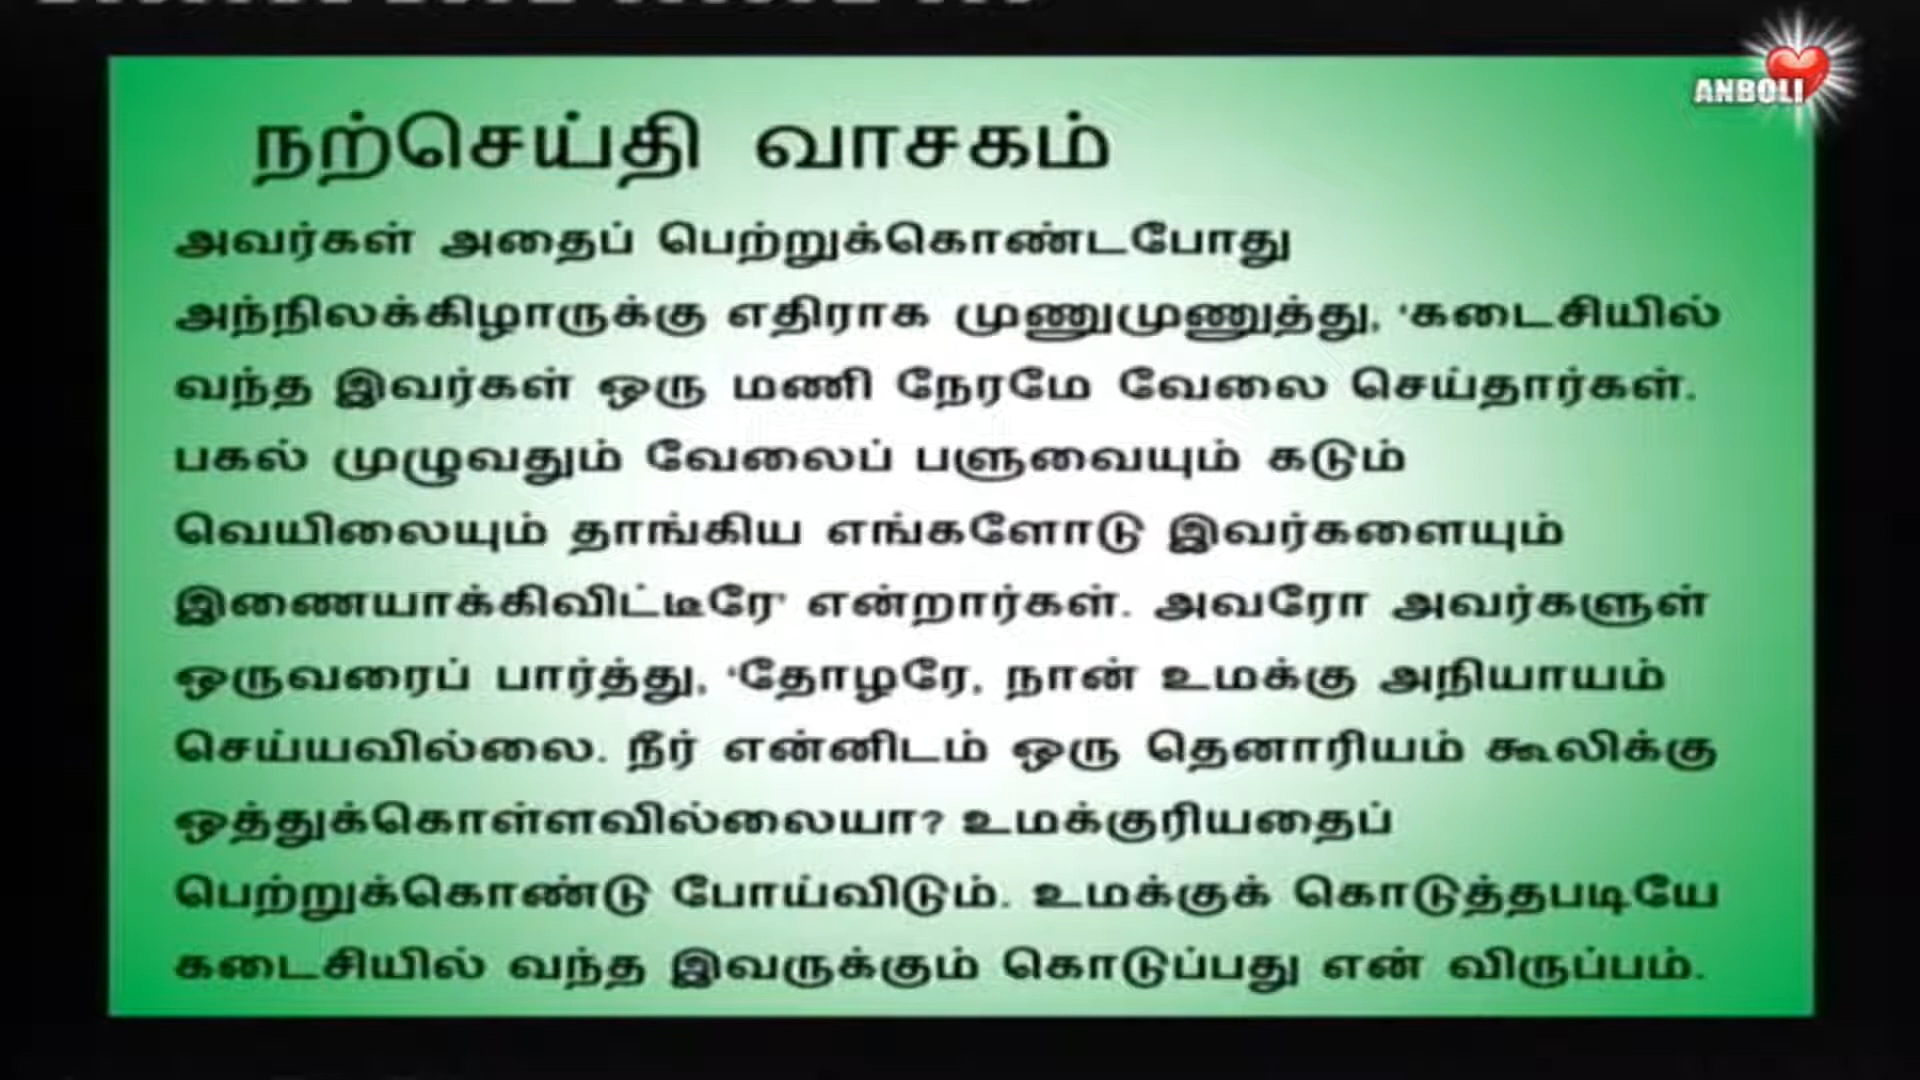 ANBOLI
நற்செய்தி வாசகம்
அவர்கள் அதைப் பெற்றுக்கொண்டபோது
அந்நிலக்கிழாருக்கு எதிராக முணுமுணுத்து, ‘கடைசியில்
வந்த இவர்கள் ஒரு மணி நேரமே வேலை செய்தார்கள்.
பகல் முழுவதும் வேலைப் பளுவையும் கடும்
வெயிலையும் தாங்கிய எங்களோடு இவர்களையும்
இணையாக்கிவிட்டீரே’ என்றார்கள். அவரோ அவர்களுள்
ஒருவரைப் பார்த்து, ‘தோழரே, நான் உமக்கு அநியாயம்
செய்யவில்லை. நீர் என்னிடம் ஒரு தெனாரியம் கூலிக்கு
ஒத்துக்கொள்ளவில்லையா? உமக்குரியதைப்
பெற்றுக்கொண்டு போய்விடும். உமக்குக் கொடுத்தபடியே
கடைசியில் வந்த இவருக்கும் கொடுப்பது என் விருப்பம்.